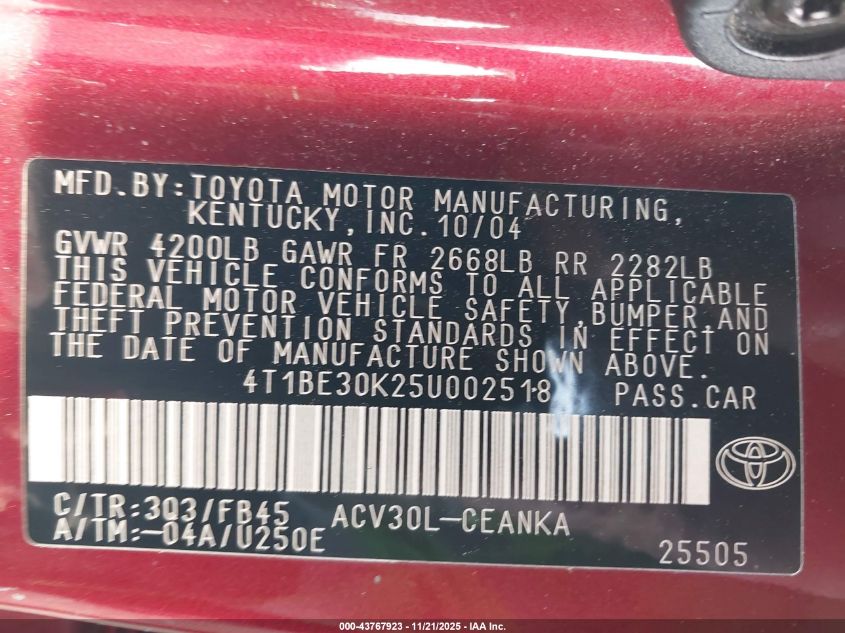 MFD.BY:TOYOTA MOTOR MANUFACTURING,
KENTUCKY,INC.10/04
GVWR 4200LB GAWR FR 2668LB RR 2282LB
THIS VEHICLE CONFORMS TO ALL APPLICABLE
FEDERAL MOTOR VEHICLE SAFETY,BUMPER,AND
THEFT PREVENTION STANDARDS IN EFFECT ON
THE DATE OF MANUFACTURE SHOWN ABOVE.
4T1BE30K25U002518 PASS.CAR
C/TR:3Q3/FB45 ACV30L-CEANKA
A/TM:-04A/U250E
25505
000-43767923 - 11/21/2025 - IAA Inc.